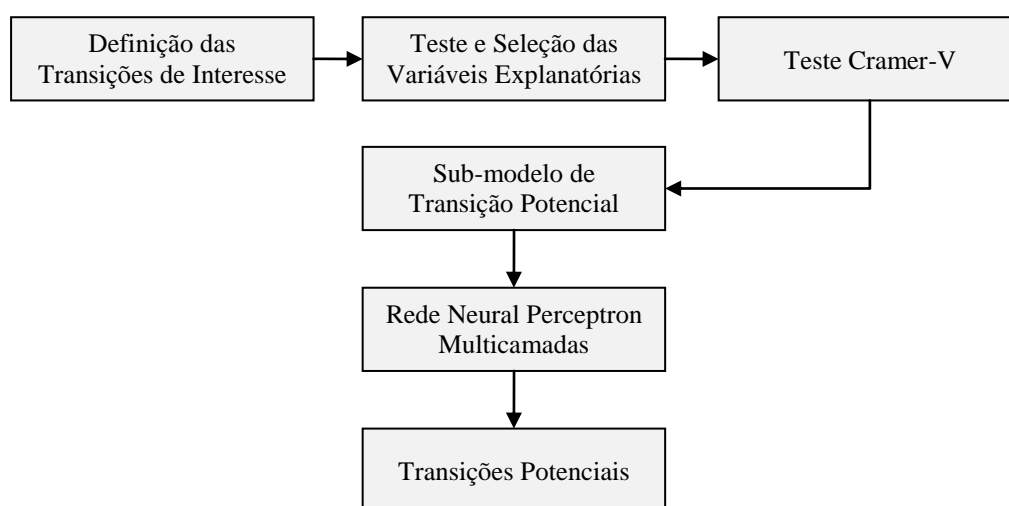 Definição das
Transições de Interesse
Teste e Seleção das
Variáveis Explanatórias
Teste Cramer-V
Sub-modelo de
Transição Potencial
Rede Neural Perceptron
Multicamadas
Transições Potenciais